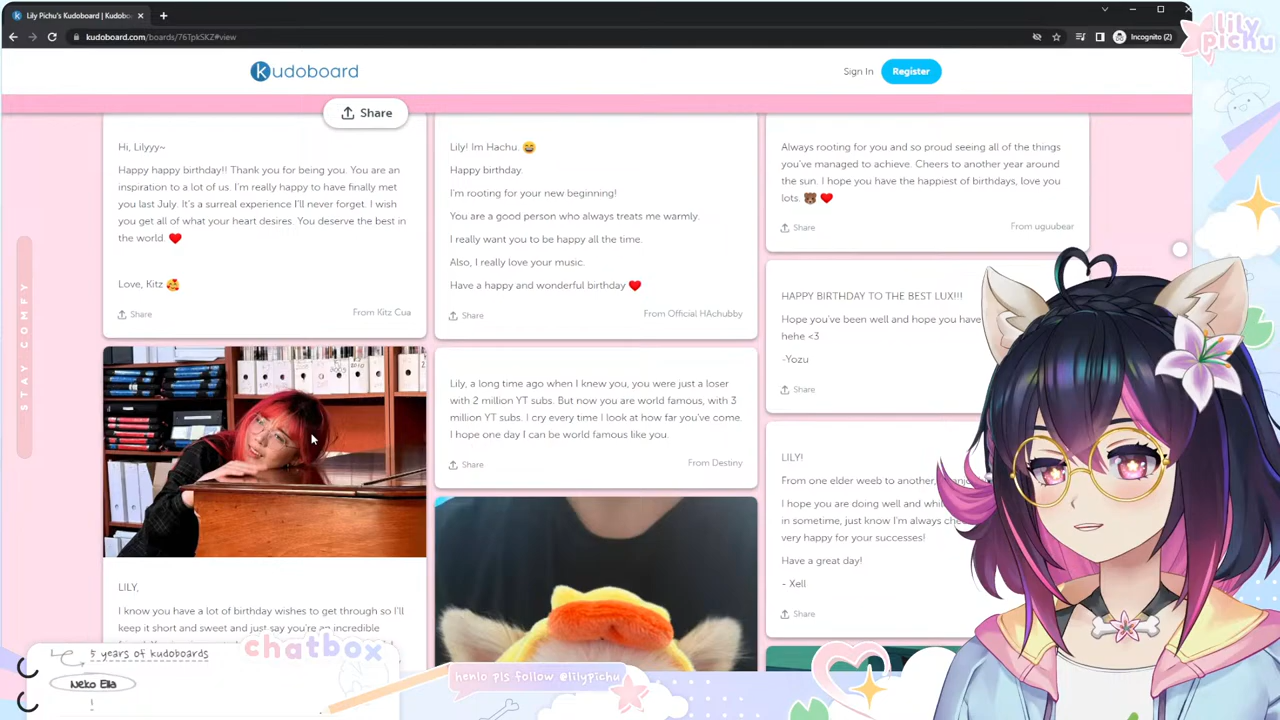 Lily Pichu's Kudoboard | Kudobo
kudoboard.com/boards/76TpkSKZ#view
Incognito (2)
lily
pichu
kudoboard
Sign In
Register
Share
Hi, Lilyyy~
Happy happy birthday!! Thank you for being you. You are an
inspiration to a lot of us. I'm really happy to have finally met
you last July. It's a surreal experience I'll never forget. I wish
you get all of what your heart desires. You deserve the best in
the world. ❤️
Love, Kitz 🥰
Share
From Kitz Cua
Lily! Im Hachu. 😄
Happy birthday.
I'm rooting for your new beginning!
You are a good person who always treats me warmly.
I really want you to be happy all the time.
Also, I really love your music.
Have a happy and wonderful birthday ❤️
Share
From Official HAchubby
Always rooting for you and so proud seeing all of the things
you've managed to achieve. Cheers to another year around
the sun. I hope you have the happiest of birthdays, love you
lots. 🐻 ❤️
Share
From uguubear
HAPPY BIRTHDAY TO THE BEST LUX!!!
Hope you've been well and hope you have
hehe <3
-Yozu
Share
STAY COMFY
Lily, a long time ago when I knew you, you were just a loser
with 2 million YT subs. But now you are world famous, with 3
million YT subs. I cry every time I look at how far you've come.
I hope one day I can be world famous like you.
Share
From Destiny
LILY!
From one elder weeb to another,
I hope you are doing well and
in sometime, just know I'm always
very happy for your successes!
Have a great day!
- Xell
Share
LILY,
I know you have a lot of birthday wishes to get through so I'll
keep it short and sweet and just say you're an incredible
chatbox
5 years of kudoboards
Neko Ella
!
henlo pls follow @lilypichu